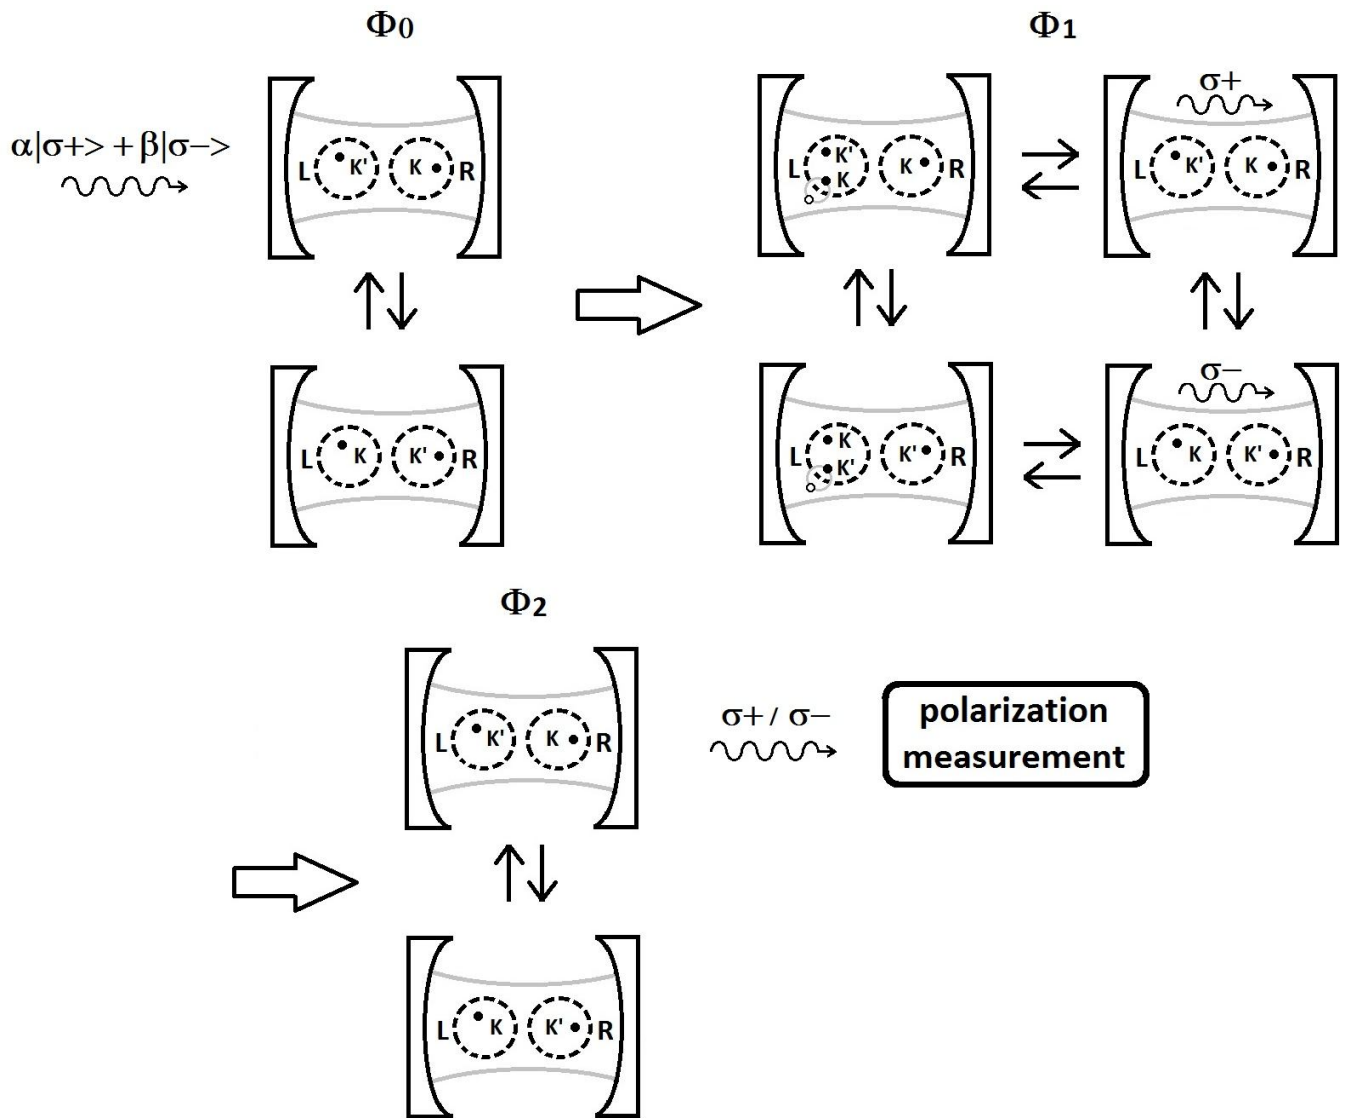 Φ0
Φ1
α|σ+> + β|σ−>
L K' K R
L K' K K R
σ+
L K' K R
L K K' R
L K K' K' R
σ−
L K K' R
Φ2
L K' K R
σ+ / σ−
polarization
measurement
L K K' R